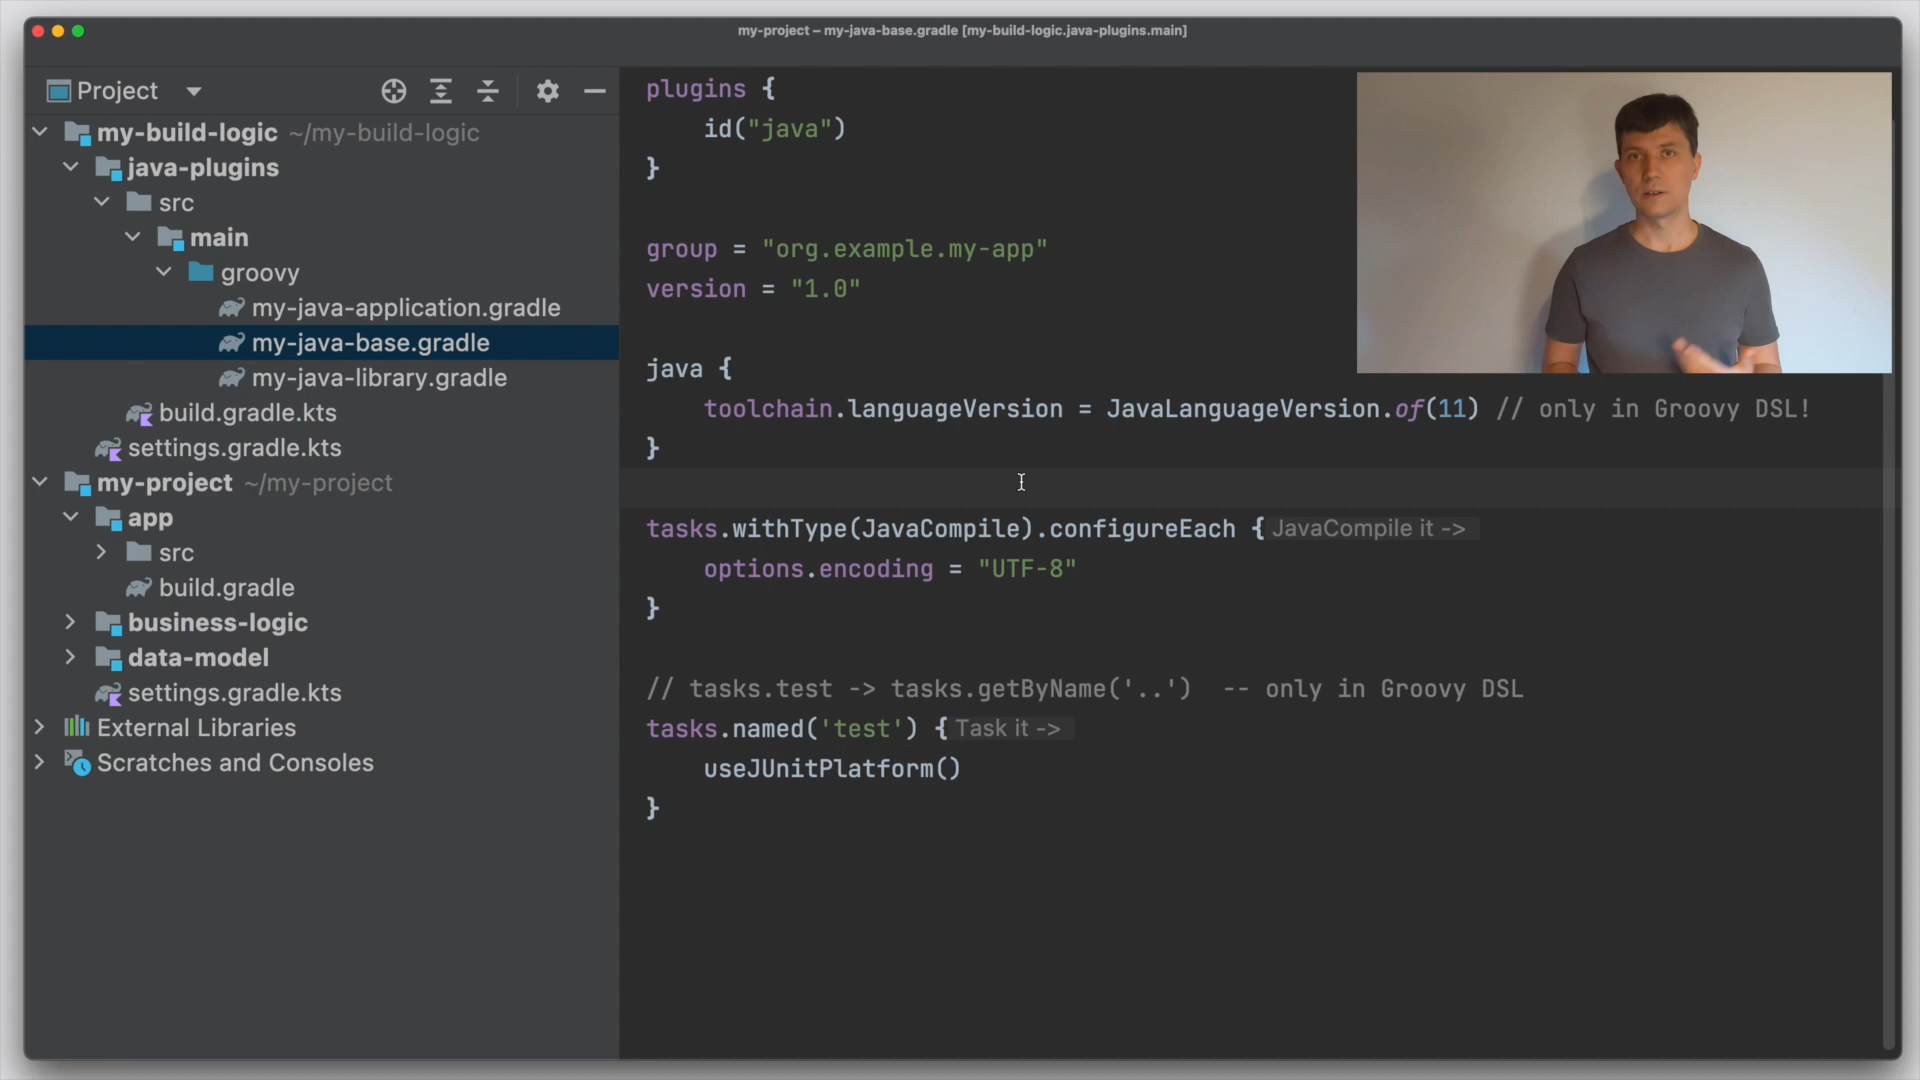 my-project – my-java-base.gradle [my-build-logic.java-plugins.main]
Project
my-build-logic ~/my-build-logic
java-plugins
src
main
groovy
my-java-application.gradle
my-java-base.gradle
my-java-library.gradle
build.gradle.kts
settings.gradle.kts
my-project ~/my-project
app
src
build.gradle
business-logic
data-model
settings.gradle.kts
External Libraries
Scratches and Consoles
plugins {
id("java")
}
group = "org.example.my-app"
version = "1.0"
java {
toolchain.languageVersion = JavaLanguageVersion.of(11) // only in Groovy DSL!
}
tasks.withType(JavaCompile).configureEach { JavaCompile it ->
options.encoding = "UTF-8"
}
// tasks.test -> tasks.getByName('..') -- only in Groovy DSL
tasks.named('test') { Task it ->
useJUnitPlatform()
}